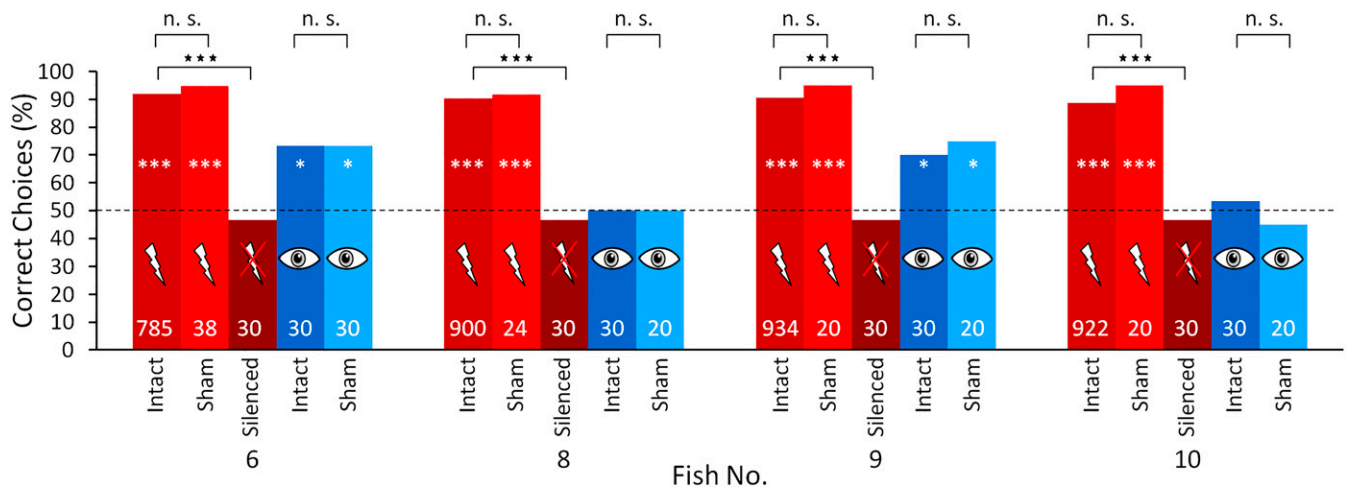 n. s. n. s. n. s. n. s. n. s. n. s. n. s. n. s.
*** *** *** ***
Correct Choices (%)
100
90
80
70
60
50
40
30
20
10
0
*** *** * * *** *** *** *** * * *** ***
785 38 30 30 30 900 24 30 30 20 934 20 30 30 20 922 20 30 30 20
Intact Sham Silenced Intact Sham Intact Sham Silenced Intact Sham Intact Sham Silenced Intact Sham Intact Sham Silenced Intact Sham
6 8 9 10
Fish No.